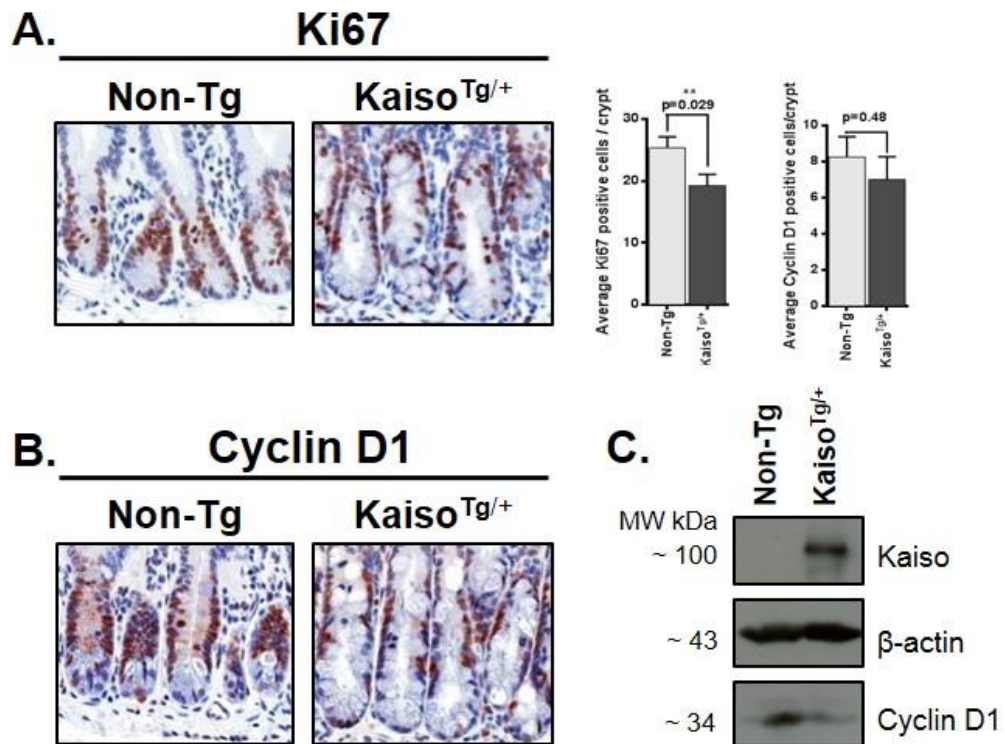 A.
Ki67
Non-Tg
Kaiso^Tg/+
Average Ki67 positive cells / crypt
30
20
10
0
**
p=0.029
Non-Tg
Kaiso^Tg/+
Average Cyclin D1 positive cells/crypt
10
8
6
4
2
0
p=0.48
Non-Tg
Kaiso^Tg/+
B.
Cyclin D1
Non-Tg
Kaiso^Tg/+
C.
Non-Tg
Kaiso^Tg/+
MW kDa
~ 100
Kaiso
~ 43
β-actin
~ 34
Cyclin D1